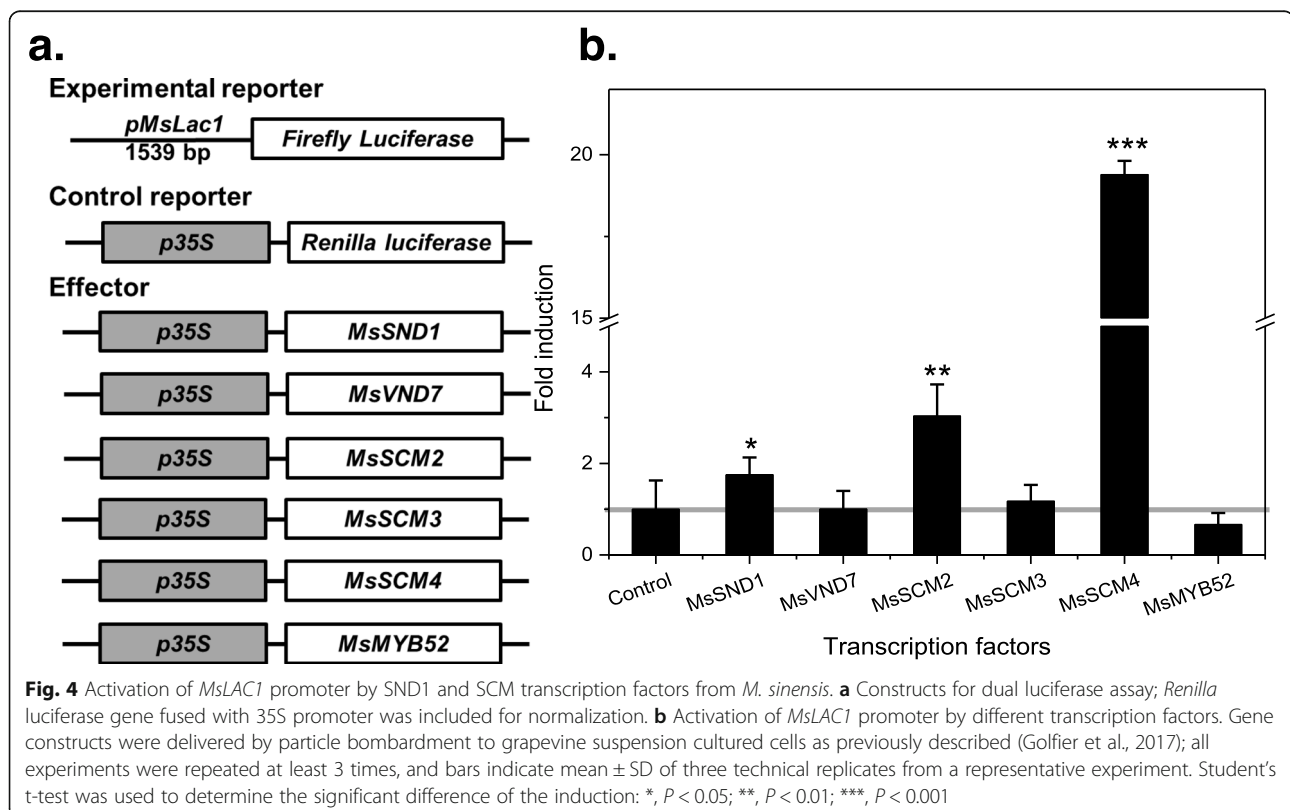 a.
Experimental reporter
pMsLac1
1539 bp
Firefly Luciferase
Control reporter
p35S
Renilla luciferase
Effector
p35S
MsSND1
p35S
MsVND7
p35S
MsSCM2
p35S
MsSCM3
p35S
MsSCM4
p35S
MsMYB52
b.
Fold induction
20
15
4
2
0
*
**
***
Control
MsSND1
MsVND7
MsSCM2
MsSCM3
MsSCM4
MsMYB52
Transcription factors
Fig. 4 Activation of MsLAC1 promoter by SND1 and SCM transcription factors from M. sinensis. a Constructs for dual luciferase assay; Renilla
luciferase gene fused with 35S promoter was included for normalization. b Activation of MsLAC1 promoter by different transcription factors. Gene
constructs were delivered by particle bombardment to grapevine suspension cultured cells as previously described (Golfier et al., 2017); all
experiments were repeated at least 3 times, and bars indicate mean ± SD of three technical replicates from a representative experiment. Student's
t-test was used to determine the significant difference of the induction: *, P < 0.05; **, P < 0.01; ***, P < 0.001